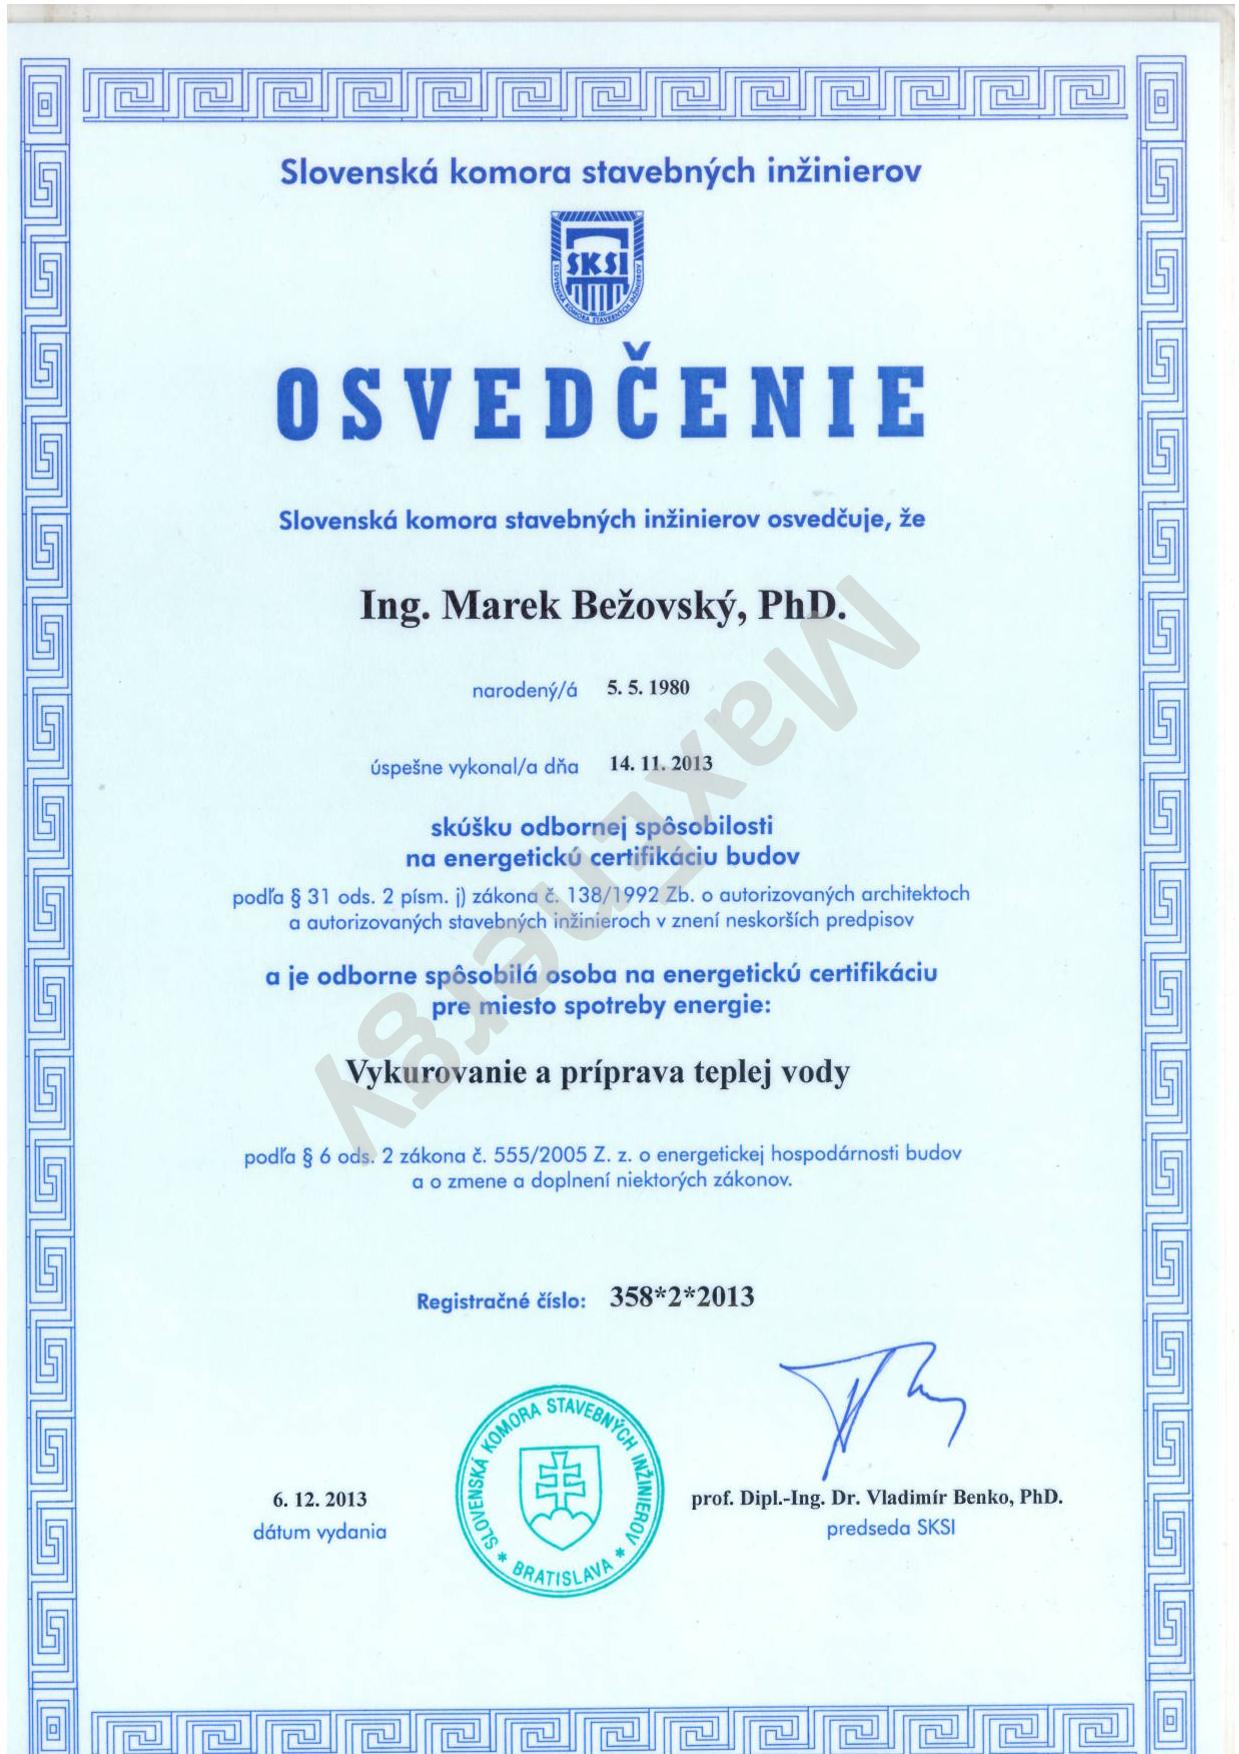 Slovenská komora stavebných inžinierov
SKSI
SLOVENSKÁ KOMORA STAVEBNÝCH INŽINIEROV
OSVEDČENIE
Slovenská komora stavebných inžinierov osvedčuje, že
Ing. Marek Bežovský, PhD.
narodený/á 5. 5. 1980
úspešne vykonal/a dňa 14. 11. 2013
skúšku odbornej spôsobilosti
na energetickú certifikáciu budov
podľa § 31 ods. 2 písm. j) zákona č. 138/1992 Zb. o autorizovaných architektoch
a autorizovaných stavebných inžinieroch v znení neskorších predpisov
a je odborne spôsobilá osoba na energetickú certifikáciu
pre miesto spotreby energie:
Vykurovanie a príprava teplej vody
podľa § 6 ods. 2 zákona č. 555/2005 Z. z. o energetickej hospodárnosti budov
a o zmene a doplnení niektorých zákonov.
MaxEnergy
Registračné číslo: 358*2*2013
SLOVENSKÁ KOMORA STAVEBNÝCH INŽINIEROV
* BRATISLAVA *
6. 12. 2013
dátum vydania
prof. Dipl.-Ing. Dr. Vladimír Benko, PhD.
predseda SKSI